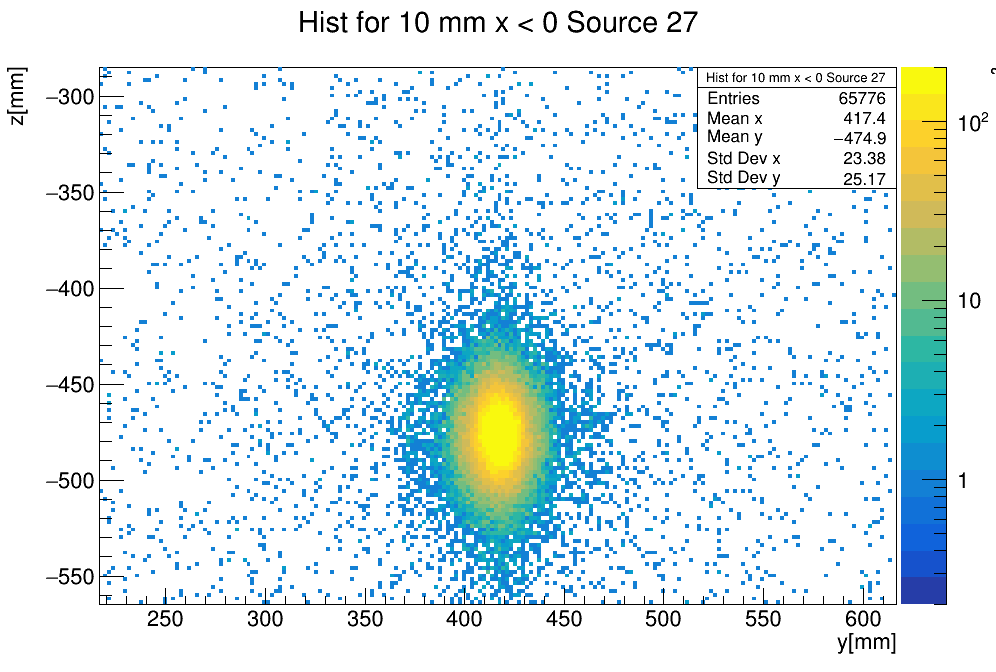 Hist for 10 mm x < 0 Source 27
z[mm]
−300
−350
−400
−450
−500
−550
250 300 350 400 450 500 550 600
y[mm]
Hist for 10 mm x < 0 Source 27
Entries 65776
Mean x 417.4
Mean y −474.9
Std Dev x 23.38
Std Dev y 25.17
10²
10
1